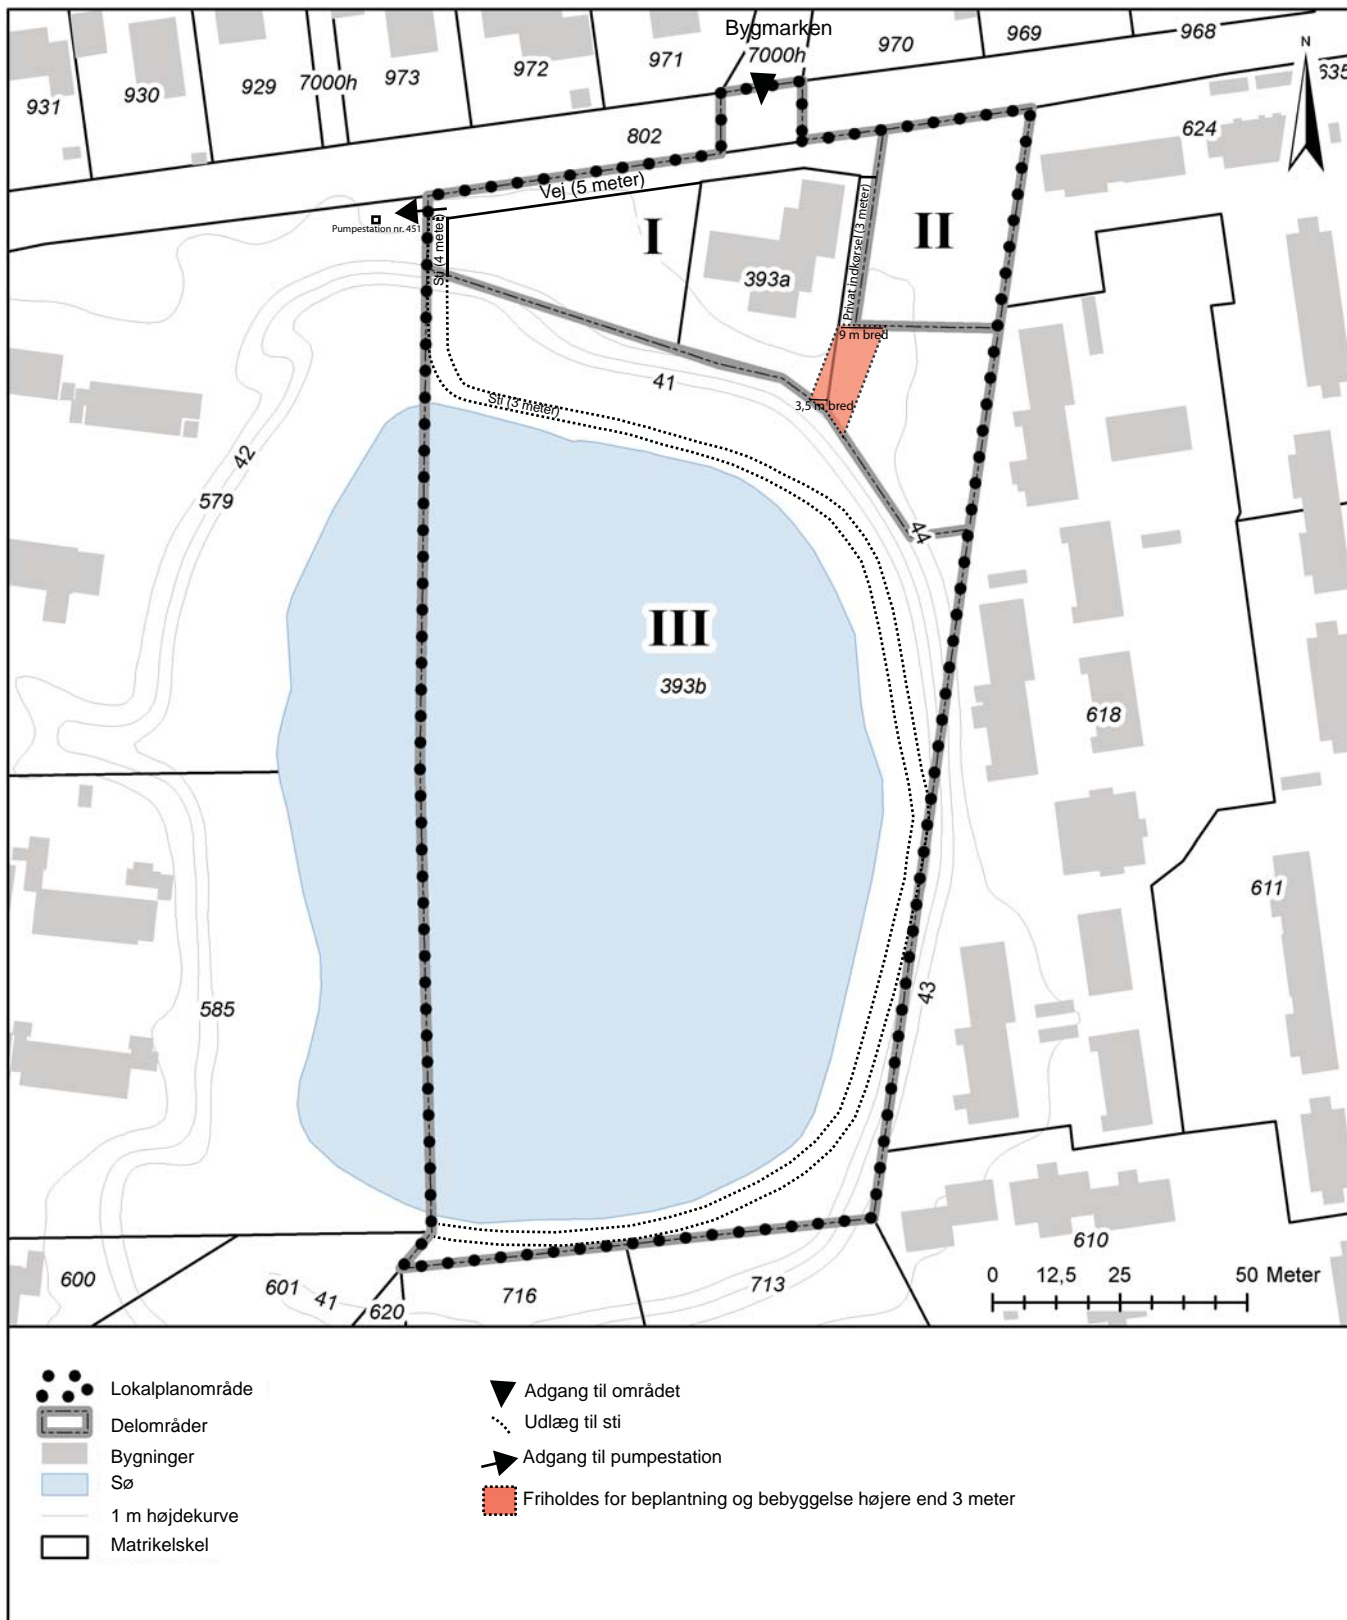 Bygmarken
7000h
931
930
929
7000h
973
972
971
970
969
968
N
635
802
624
Vej (5 meter)
Pumpestation nr. 451
Sti (4 meter)
I
II
393a
Privat indkørsel (3 meter)
9 m bred
3,5 m bred
41
Sti (3 meter)
42
579
44
III
393b
618
611
43
585
610
0 12,5 25 50 Meter
600
601
41
620
716
713
Lokalplanområde
Delområder
Bygninger
Sø
1 m højdekurve
Matrikelskel
Adgang til området
Udlæg til sti
Adgang til pumpestation
Friholdes for beplantning og bebyggelse højere end 3 meter